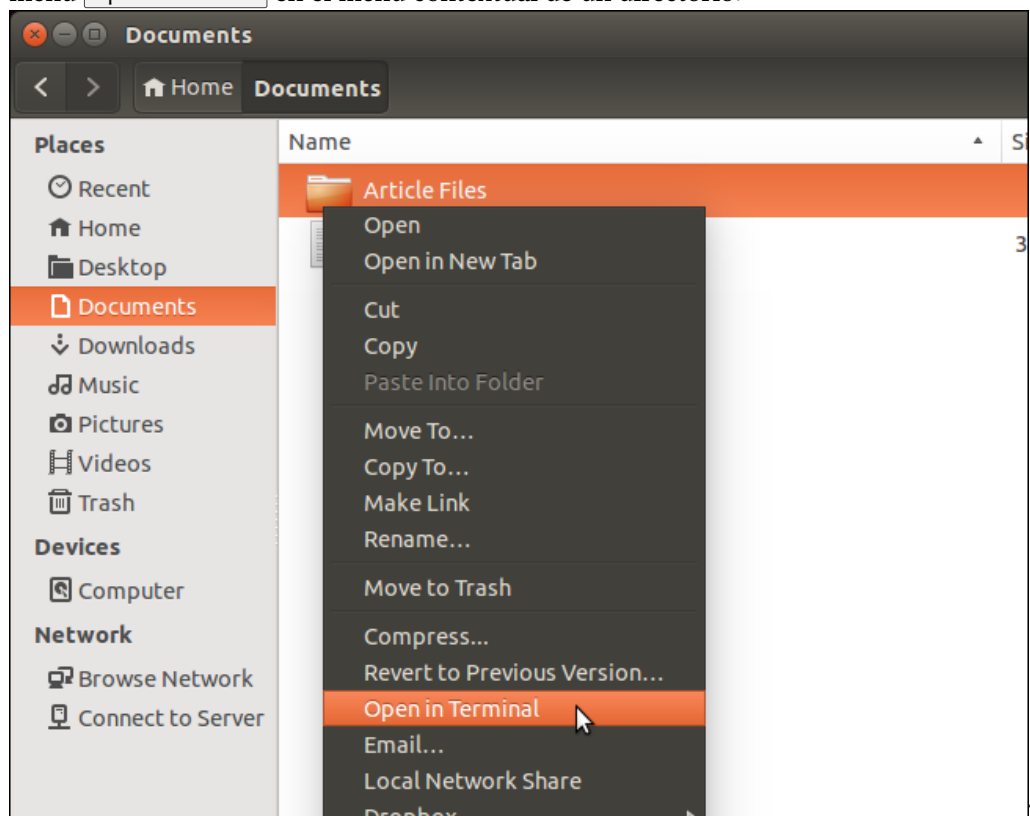 Documents
Home Documents
Places
Recent
Home
Desktop
Documents
Downloads
Music
Pictures
Videos
Trash
Devices
Computer
Network
Browse Network
Connect to Server
Name
Article Files
3
Open
Open in New Tab
Cut
Copy
Paste Into Folder
Move To...
Copy To...
Make Link
Rename...
Move to Trash
Compress...
Revert to Previous Version...
Open in Terminal
Email...
Local Network Share
Dropbox